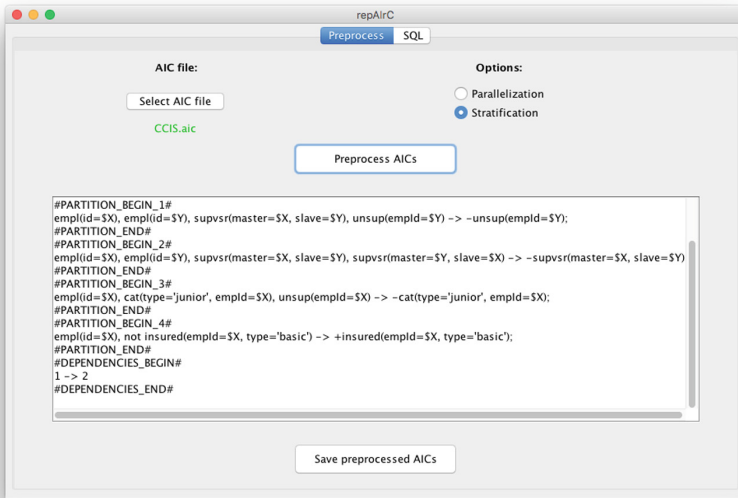 repAIrC
Preprocess SQL
AIC file:
Options:
Select AIC file
Parallelization
Stratification
CCIS.aic
Preprocess AICs
#PARTITION_BEGIN_1#
empl(id=$X), empl(id=$Y), supvsr(master=$X, slave=$Y), unsup(empId=$Y) -> -unsup(empId=$Y);
#PARTITION_END#
#PARTITION_BEGIN_2#
empl(id=$X), empl(id=$Y), supvsr(master=$X, slave=$Y), supvsr(master=$Y, slave=$X) -> -supvsr(master=$X, slave=$Y)
#PARTITION_END#
#PARTITION_BEGIN_3#
empl(id=$X), cat(type='junior', empId=$X), unsup(empId=$X) -> -cat(type='junior', empId=$X);
#PARTITION_END#
#PARTITION_BEGIN_4#
empl(id=$X), not insured(empId=$X, type='basic') -> +insured(empId=$X, type='basic');
#PARTITION_END#
#DEPENDENCIES_BEGIN#
1 -> 2
#DEPENDENCIES_END#
Save preprocessed AICs